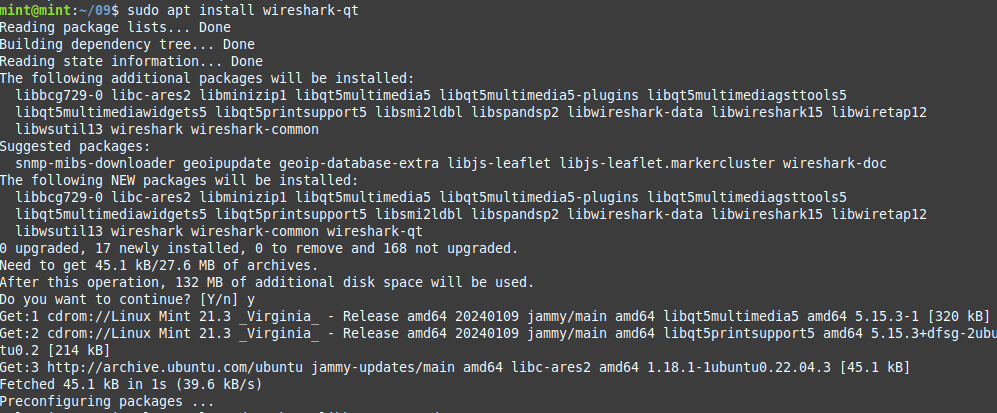 mint@mint:~/09$ sudo apt install wireshark-qt
Reading package lists... Done
Building dependency tree... Done
Reading state information... Done
The following additional packages will be installed:
  libbcg729-0 libc-ares2 libminizip1 libqt5multimedia5 libqt5multimedia5-plugins libqt5multimediagsttools5
  libqt5multimediawidgets5 libqt5printsupport5 libsmi2ldbl libspandsp2 libwireshark-data libwireshark15 libwiretap12
  libwsutil13 wireshark wireshark-common
Suggested packages:
  snmp-mibs-downloader geoipupdate geoip-database-extra libjs-leaflet libjs-leaflet.markercluster wireshark-doc
The following NEW packages will be installed:
  libbcg729-0 libc-ares2 libminizip1 libqt5multimedia5 libqt5multimedia5-plugins libqt5multimediagsttools5
  libqt5multimediawidgets5 libqt5printsupport5 libsmi2ldbl libspandsp2 libwireshark-data libwireshark15 libwiretap12
  libwsutil13 wireshark wireshark-common wireshark-qt
0 upgraded, 17 newly installed, 0 to remove and 168 not upgraded.
Need to get 45.1 kB/27.6 MB of archives.
After this operation, 132 MB of additional disk space will be used.
Do you want to continue? [Y/n] y
Get:1 cdrom://Linux Mint 21.3 _Virginia_ - Release amd64 20240109 jammy/main amd64 libqt5multimedia5 amd64 5.15.3-1 [320 kB]
Get:2 cdrom://Linux Mint 21.3 _Virginia_ - Release amd64 20240109 jammy/main amd64 libqt5printsupport5 amd64 5.15.3+dfsg-2ubu
tu0.2 [214 kB]
Get:3 http://archive.ubuntu.com/ubuntu jammy-updates/main amd64 libc-ares2 amd64 1.18.1-1ubuntu0.22.04.3 [45.1 kB]
Fetched 45.1 kB in 1s (39.6 kB/s)
Preconfiguring packages ...